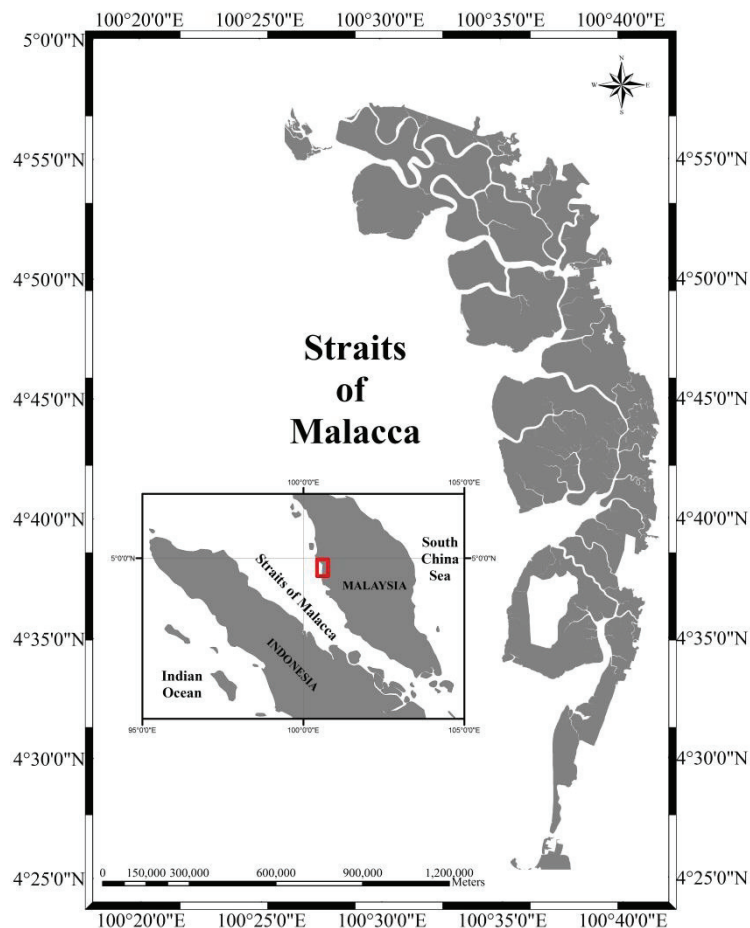 100°20'0"E 100°25'0"E 100°30'0"E 100°35'0"E 100°40'0"E
5°0'0"N
N
W E
S
4°55'0"N 4°55'0"N
4°50'0"N 4°50'0"N
Straits
of
Malacca
4°45'0"N 4°45'0"N
100°0'0"E 105°0'0"E
4°40'0"N 4°40'0"N
South
China
Sea
5°0'0"N
Straits of Malacca
MALAYSIA
INDONESIA
Indian
Ocean
4°35'0"N 4°35'0"N
95°0'0"E 100°0'0"E 105°0'0"E
4°30'0"N 4°30'0"N
0 150,000 300,000 600,000 900,000 1,200,000
Meters
4°25'0"N 4°25'0"N
100°20'0"E 100°25'0"E 100°30'0"E 100°35'0"E 100°40'0"E